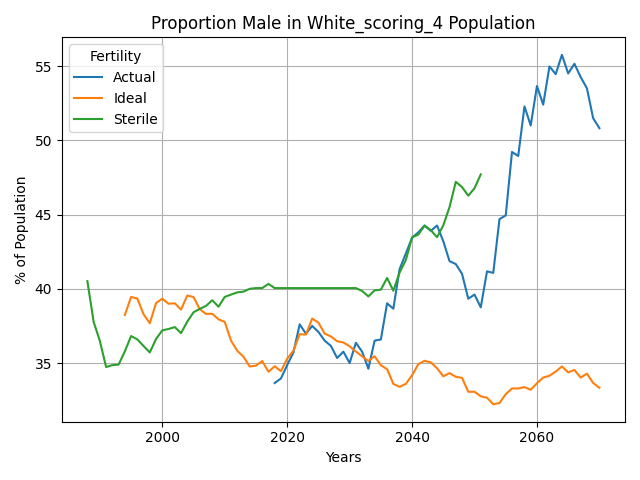 Proportion Male in White_scoring_4 Population
Fertility
Actual
Ideal
Sterile
% of Population
55
50
45
40
35
2000 2020 2040 2060
Years